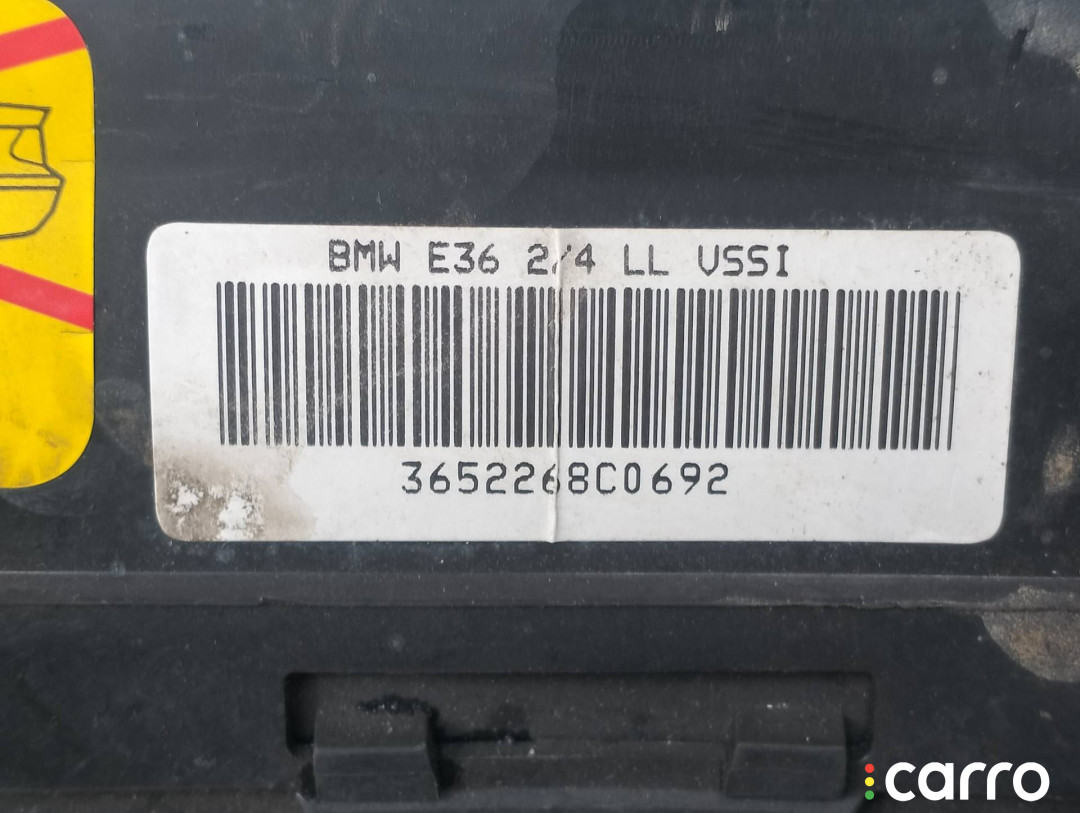 BMW E36 2/4 LL VSSI
3652268C0692
carro